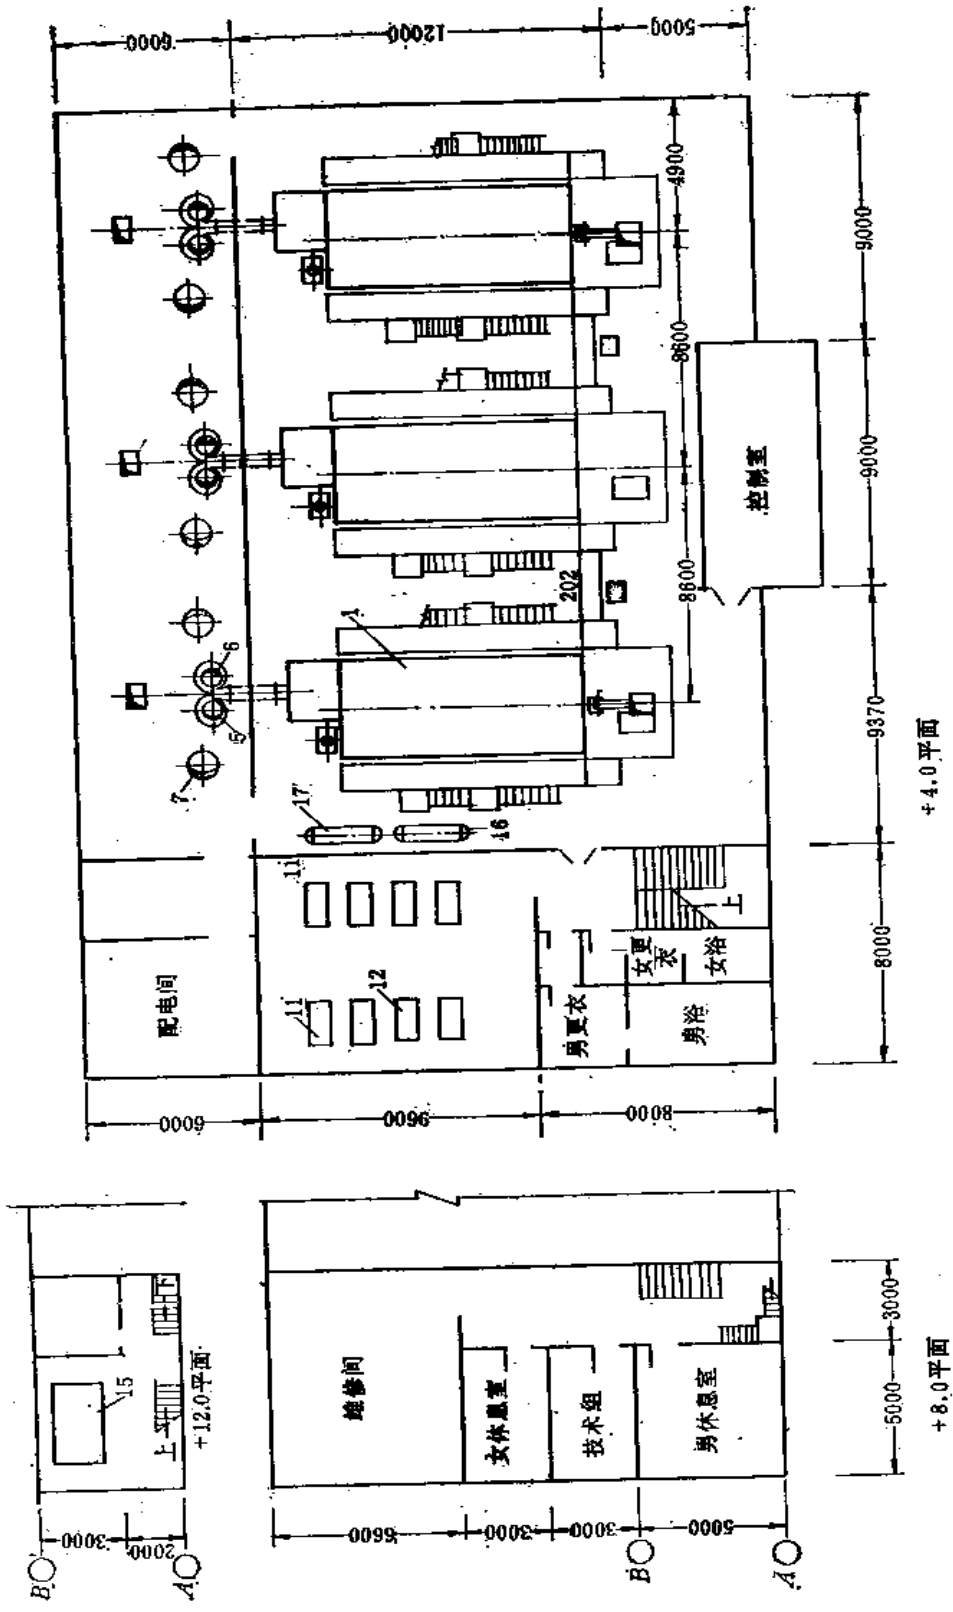 6000
12000
5000
4900
8600
8600
9000
9000
9370
8000
控制室
202
1
6
5
7
17
16
11
11
12
配电间
男更衣
女更衣
女浴
男浴
上
6000
9600
8000
+4.0平面
15
下
上
+12.0平面
3000
2000
B
A
维修间
女休息室
技术组
男休息室
6600
3000
3000
5000
3000
5000
B
A
+8.0平面